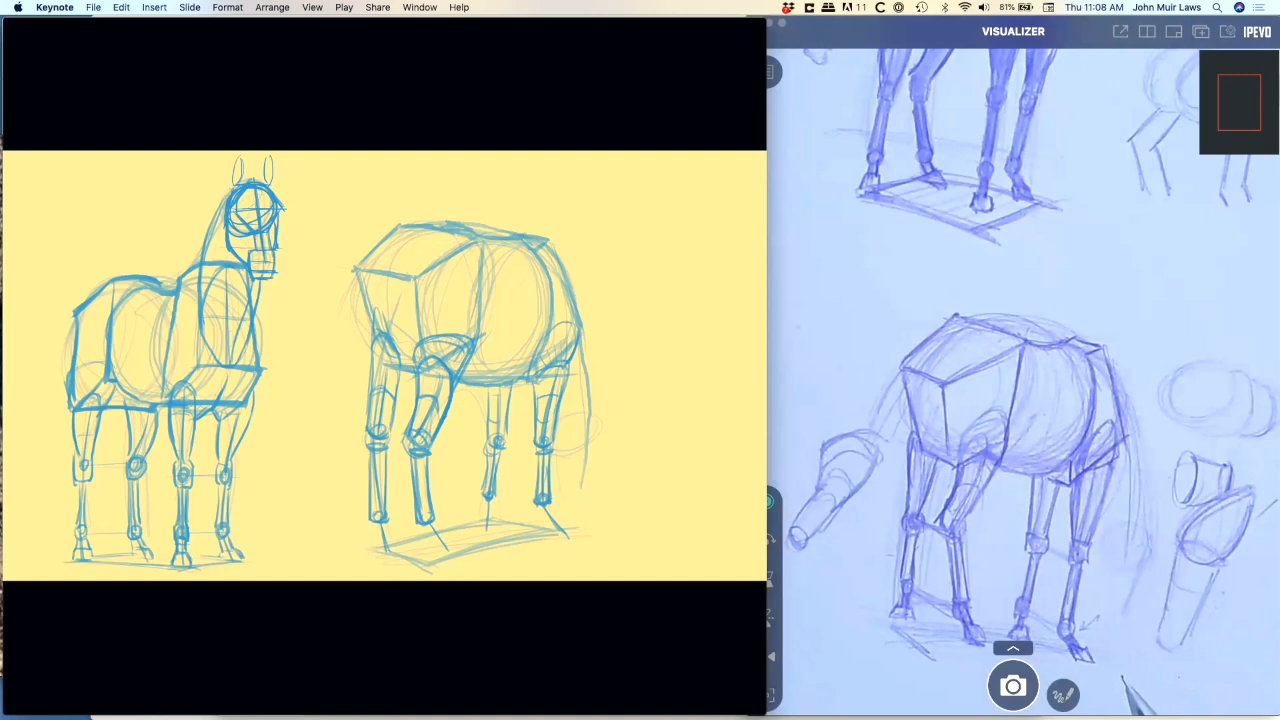 Keynote File Edit Insert Slide Format Arrange View Play Share Window Help 11 81% Thu 11:08 AM John Muir Laws
VISUALIZER IPEVO